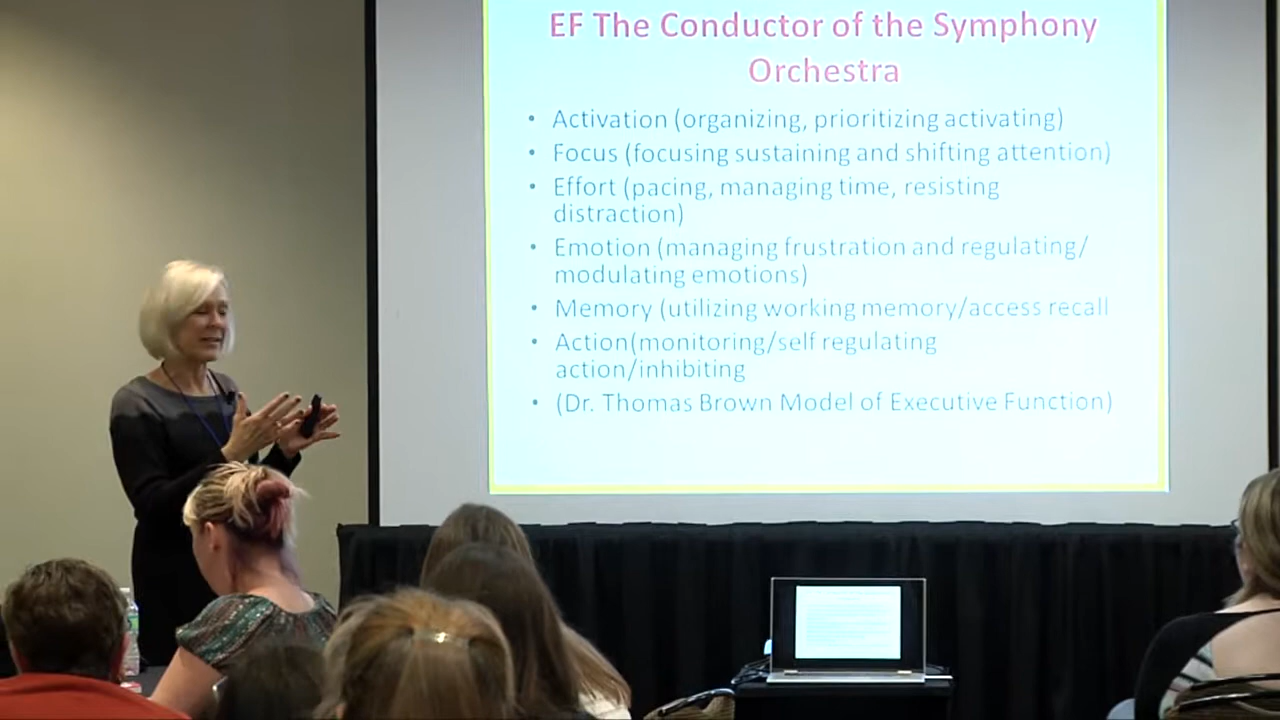 EF The Conductor of the Symphony
Orchestra
• Activation (organizing, prioritizing activating)
• Focus (focusing sustaining and shifting attention)
• Effort (pacing, managing time, resisting
distraction)
• Emotion (managing frustration and regulating/
modulating emotions)
• Memory (utilizing working memory/access recall
• Action(monitoring/self regulating
action/inhibiting
• (Dr. Thomas Brown Model of Executive Function)